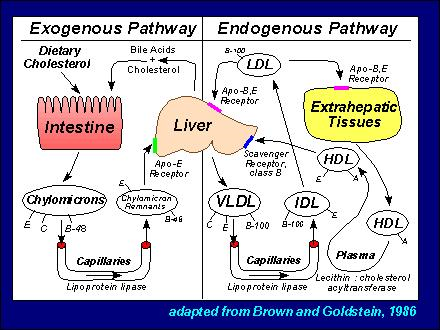 Exogenous Pathway
Endogenous Pathway
Dietary
Cholesterol
Bile Acids
+
Cholesterol
B-100
LDL
Apo-B,E
Receptor
Apo-B,E
Receptor
Intestine
Liver
Extrahepatic
Tissues
Apo-E
Receptor
Scavenger
Receptor,
class B
HDL
E
A
Chylomicrons
E
C
B-48
E
Chylomicron
Remnants
B-48
VLDL
C
E
B-100
IDL
B-100
E
HDL
A
Capillaries
Lipoprotein lipase
Capillaries
Lipoprotein lipase
Plasma
Lecithin : cholesterol
acyltransferase
adapted from Brown and Goldstein, 1986